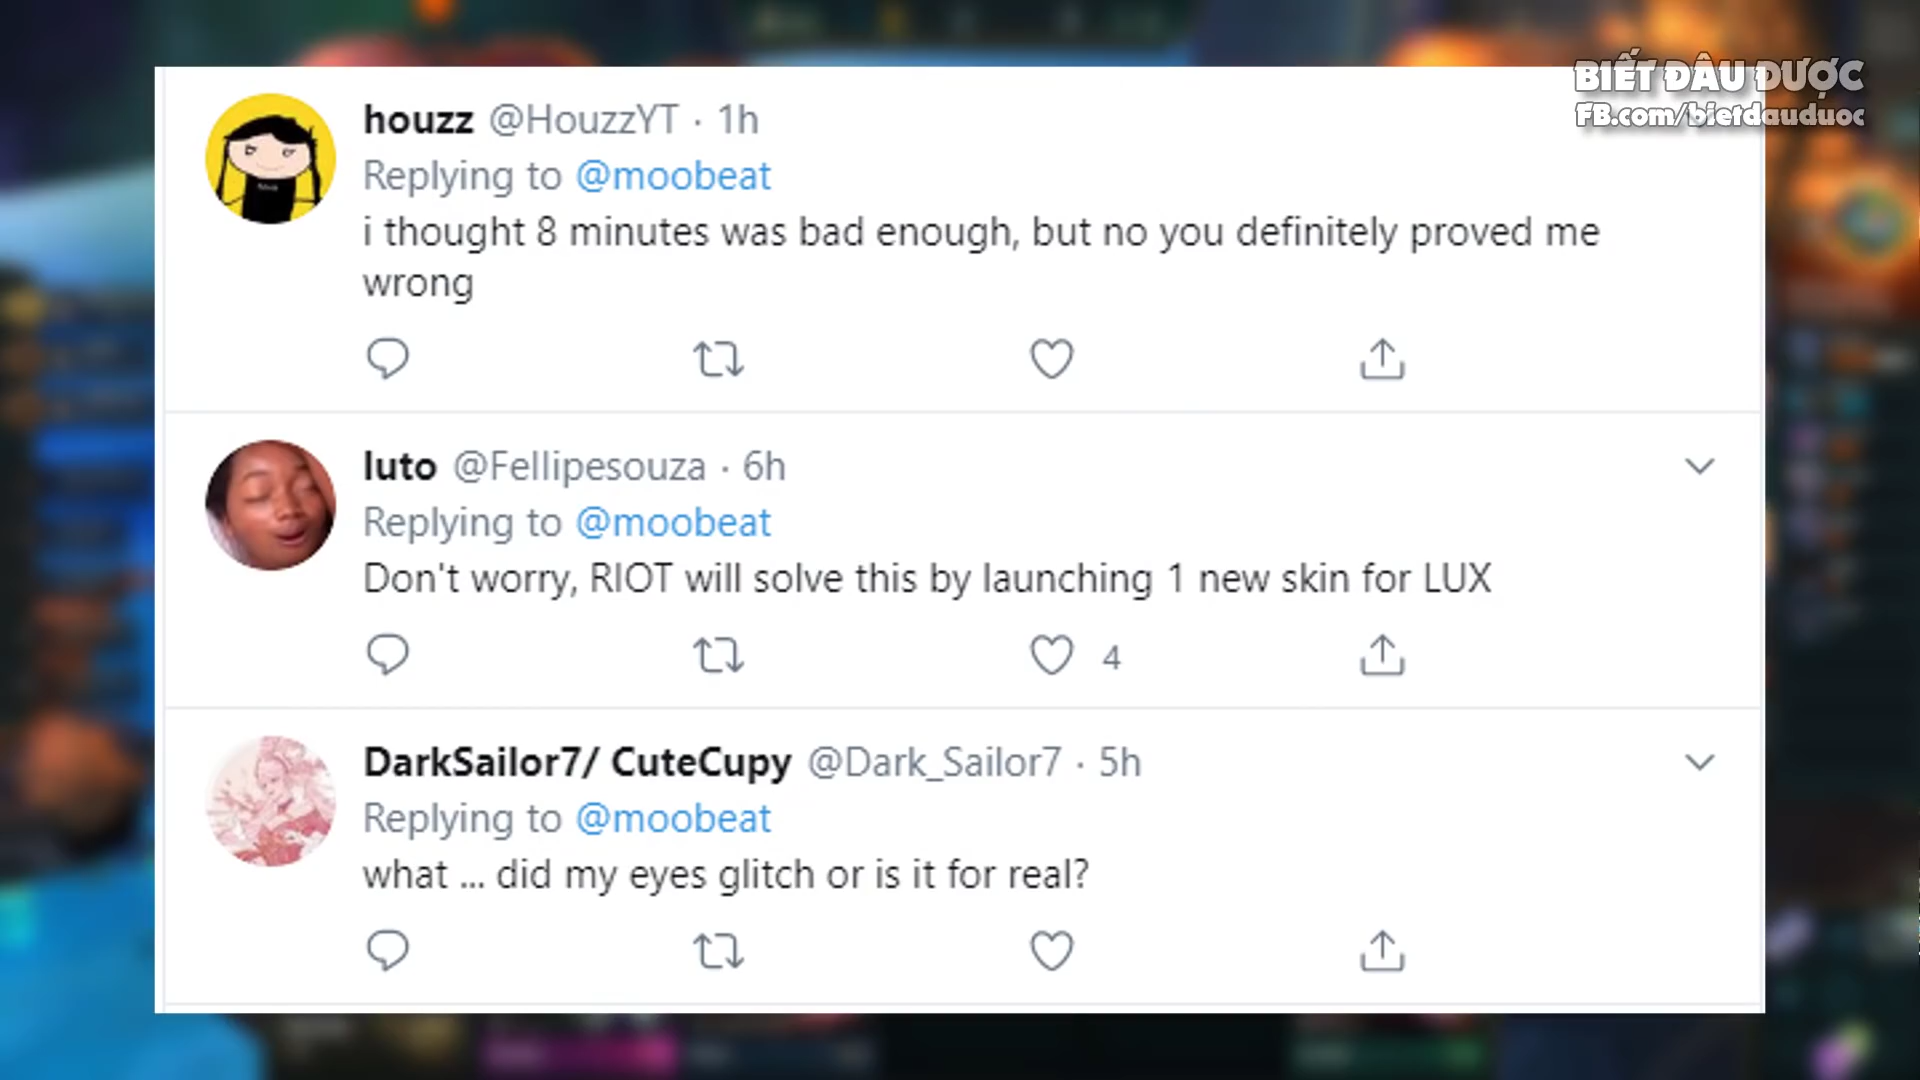 BIẾT ĐÂU ĐƯỢC
FB.com/bietdauduoc
houzz @HouzzYT · 1h
Replying to @moobeat
i thought 8 minutes was bad enough, but no you definitely proved me
wrong
luto @Fellipesouza · 6h
Replying to @moobeat
Don't worry, RIOT will solve this by launching 1 new skin for LUX
4
DarkSailor7/ CuteCupy @Dark_Sailor7 · 5h
Replying to @moobeat
what ... did my eyes glitch or is it for real?